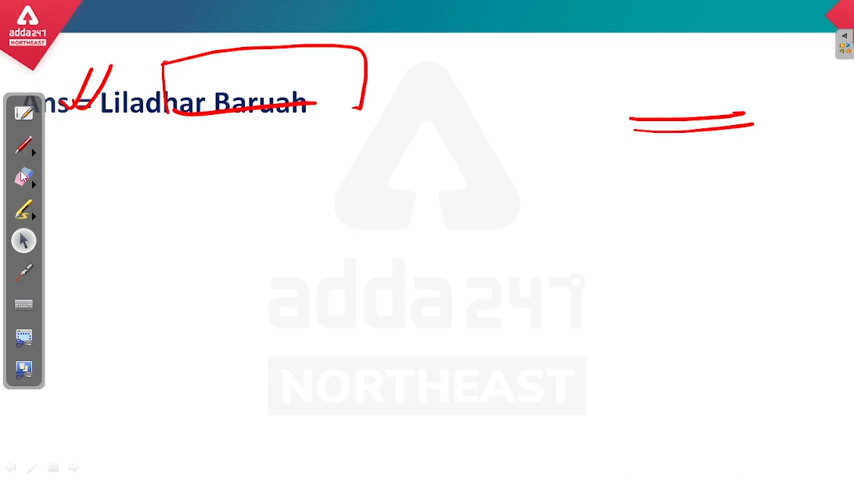 adda247
NORTHEAST
Ans = Liladhar Baruah
adda247
NORTHEAST